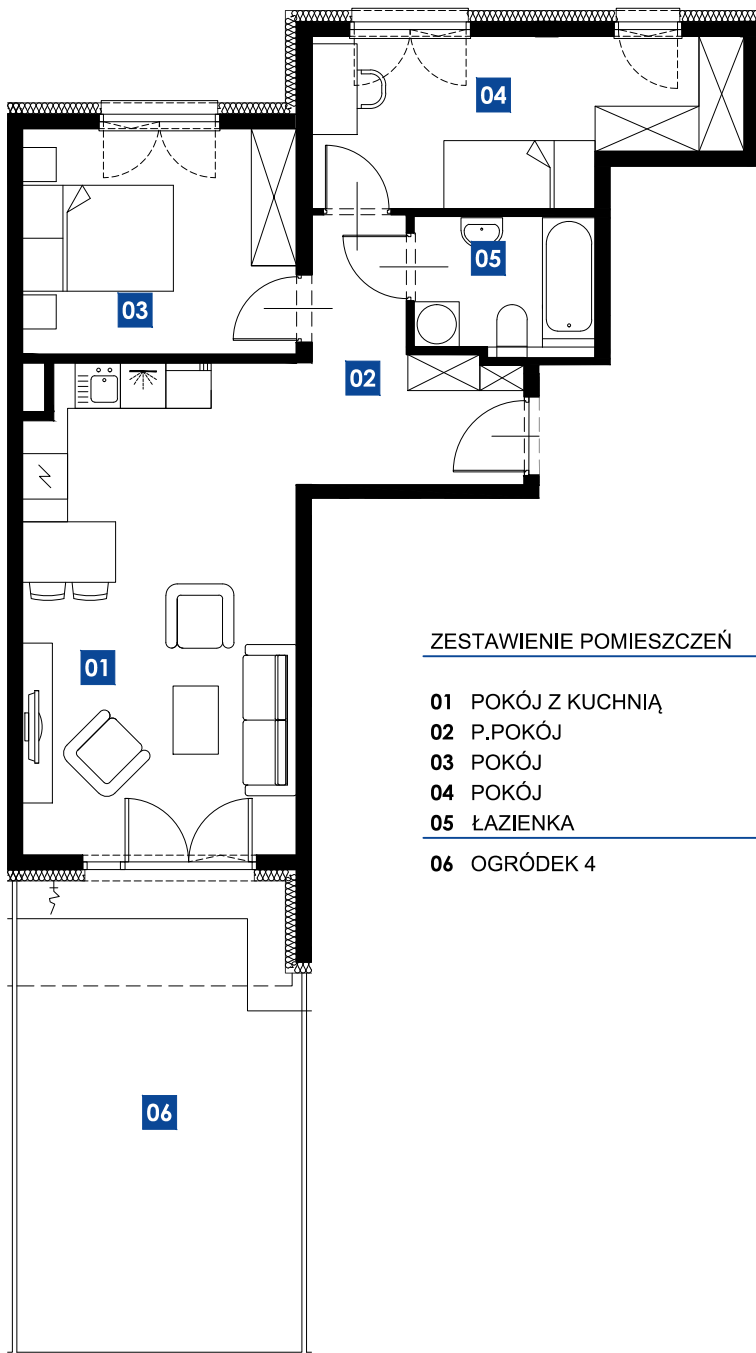 04
05
03
02
01
ZESTAWIENIE POMIESZCZEŃ
01 POKÓJ Z KUCHNIĄ
02 P.POKÓJ
03 POKÓJ
04 POKÓJ
05 ŁAZIENKA
06 OGRÓDEK 4
06